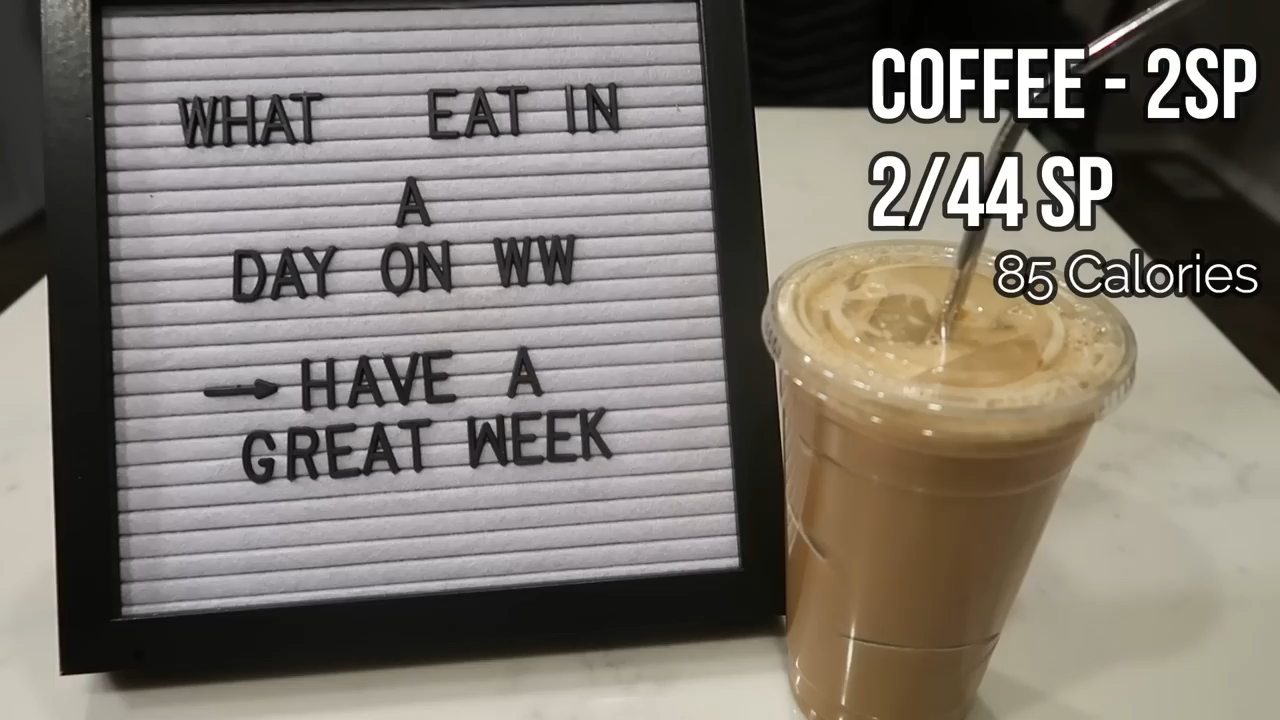 WHAT EAT IN
A
DAY ON WW
→ HAVE A
GREAT WEEK
COFFEE - 2SP
2/44 SP
85 Calories